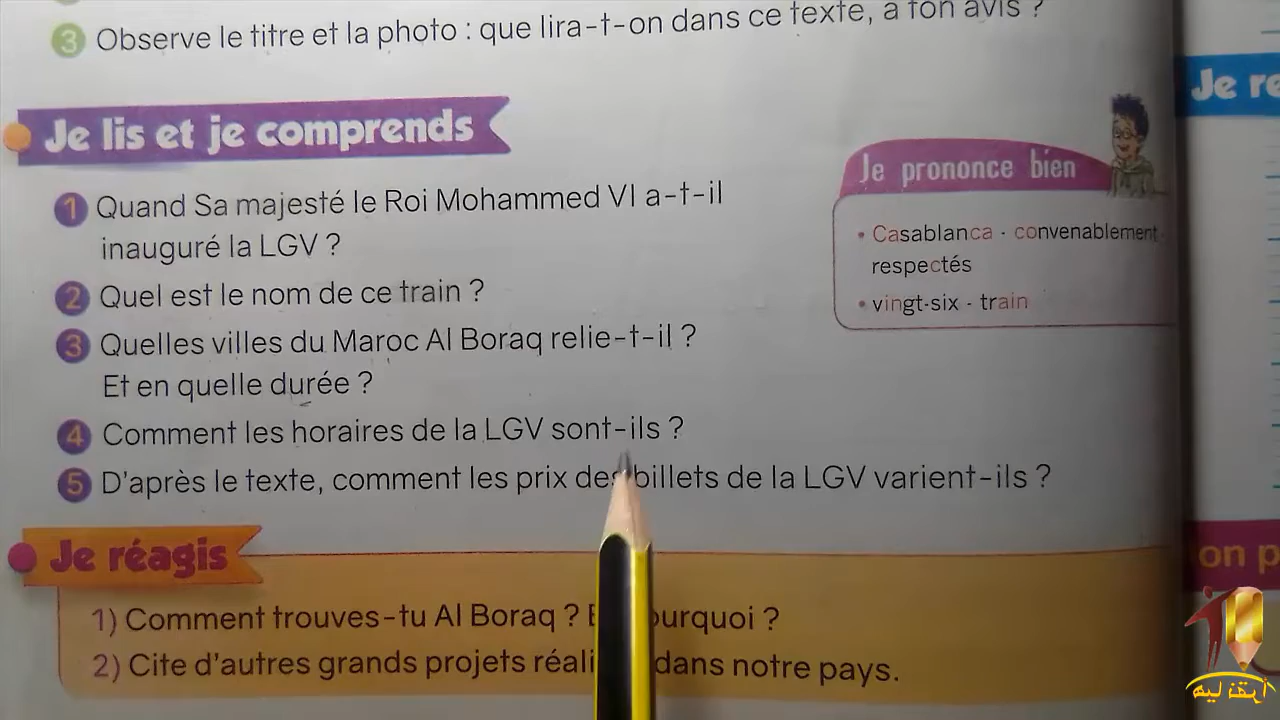 3 Observe le titre et la photo : que lira-t-on dans ce texte, à ton avis ?
Je lis et je comprends
1 Quand Sa majesté le Roi Mohammed VI a-t-il
inauguré la LGV ?
2 Quel est le nom de ce train ?
3 Quelles villes du Maroc Al Boraq relie-t-il ?
Et en quelle durée ?
4 Comment les horaires de la LGV sont-ils ?
5 D'après le texte, comment les prix des billets de la LGV varient-ils ?
Je prononce bien
• Casablanca - convenablement -
respectés
• vingt-six - train
Je réagis
1) Comment trouves-tu Al Boraq ? ourquoi ?
2) Cite d'autres grands projets réali dans notre pays.
Je re
on p